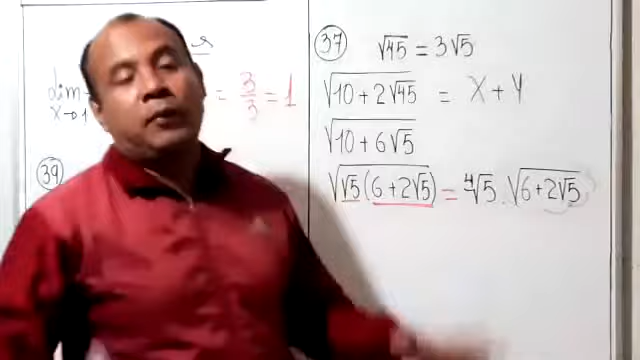 lim
x→1
= 3/3 = 1
39
37 √45 = 3√5
√(10 + 2√45) = X + Y
√(10 + 6√5)
√(√5(6 + 2√5)) = ⁴√5 . √(6 + 2√5)